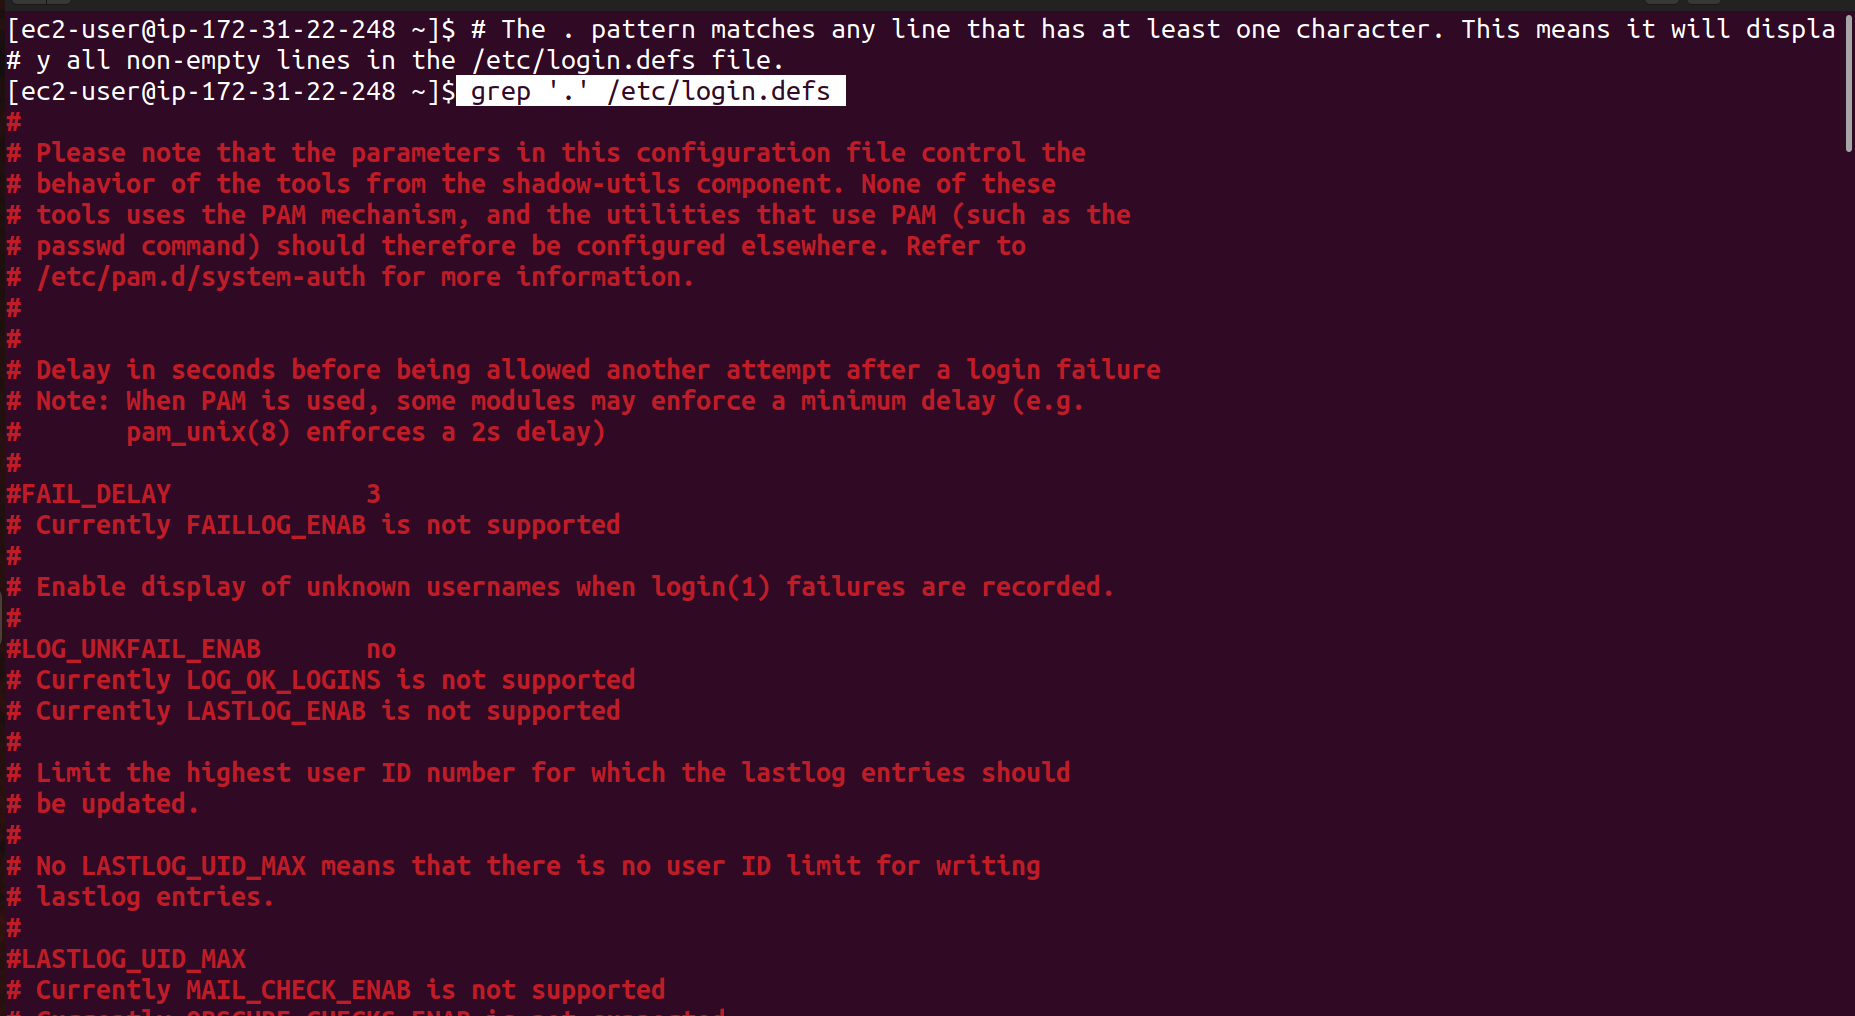 [ec2-user@ip-172-31-22-248 ~]$ # The . pattern matches any line that has at least one character. This means it will displa
# y all non-empty lines in the /etc/login.defs file.
[ec2-user@ip-172-31-22-248 ~]$ grep '.' /etc/login.defs
#
# Please note that the parameters in this configuration file control the
# behavior of the tools from the shadow-utils component. None of these
# tools uses the PAM mechanism, and the utilities that use PAM (such as the
# passwd command) should therefore be configured elsewhere. Refer to
# /etc/pam.d/system-auth for more information.
#
#
# Delay in seconds before being allowed another attempt after a login failure
# Note: When PAM is used, some modules may enforce a minimum delay (e.g.
#       pam_unix(8) enforces a 2s delay)
#
#FAIL_DELAY             3
# Currently FAILLOG_ENAB is not supported
#
# Enable display of unknown usernames when login(1) failures are recorded.
#
#LOG_UNKFAIL_ENAB       no
# Currently LOG_OK_LOGINS is not supported
# Currently LASTLOG_ENAB is not supported
#
# Limit the highest user ID number for which the lastlog entries should
# be updated.
#
# No LASTLOG_UID_MAX means that there is no user ID limit for writing
# lastlog entries.
#
#LASTLOG_UID_MAX
# Currently MAIL_CHECK_ENAB is not supported
# Currently OBSCURE_CHECKS_ENAB is not supported